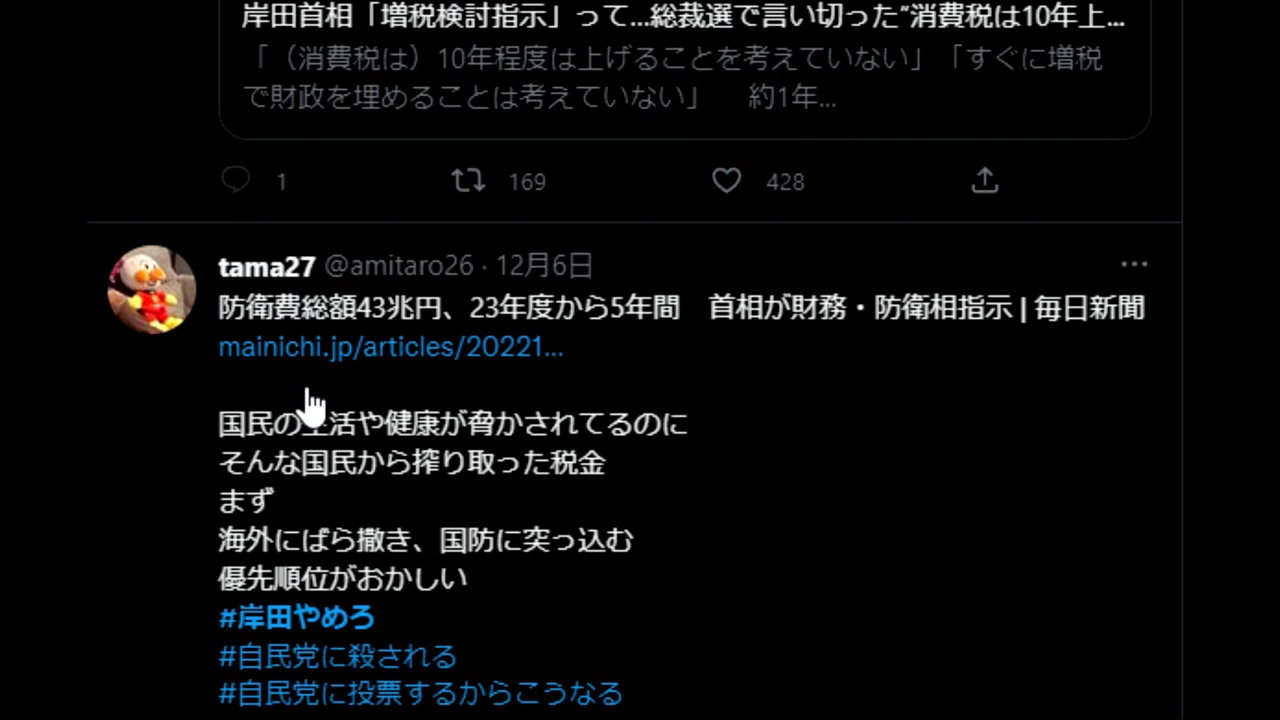 岸田首相「増税検討指示」って...総裁選で言い切った“消費税は10年上...
「（消費税は）10年程度は上げることを考えていない」「すぐに増税
で財政を埋めることは考えていない」　約1年...
1 169 428
tama27 @amitaro26 · 12月6日
防衛費総額43兆円、23年度から5年間　首相が財務・防衛相指示 | 毎日新聞
mainichi.jp/articles/20221...
国民の生活や健康が脅かされてるのに
そんな国民から搾り取った税金
まず
海外にばら撒き、国防に突っ込む
優先順位がおかしい
#岸田やめろ
#自民党に殺される
#自民党に投票するからこうなる